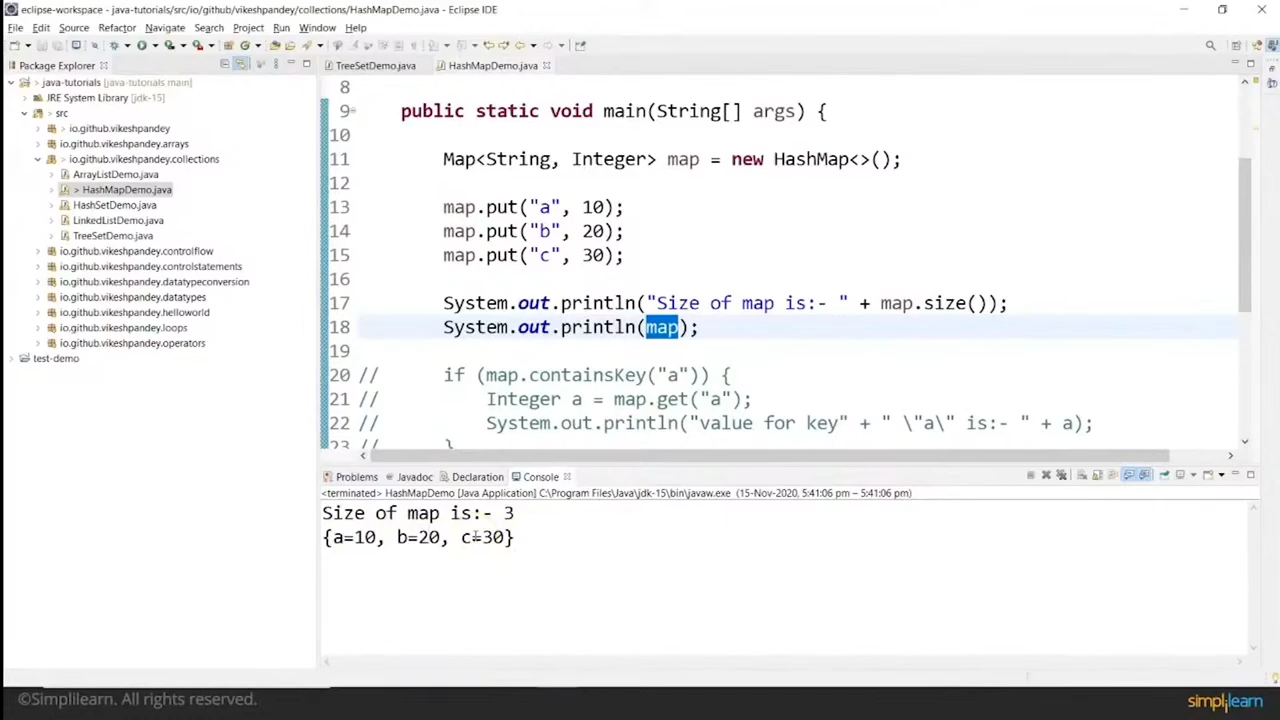 eclipse-workspace - java-tutorials/src/io/github/vikeshpandey/collections/HashMapDemo.java - Eclipse IDE
File Edit Source Refactor Navigate Search Project Run Window Help
Package Explorer
TreeSetDemo.java
HashMapDemo.java
> java-tutorials [java-tutorials main]
JRE System Library [jdk-15]
> src
> io.github.vikeshpandey
io.github.vikeshpandey.arrays
> io.github.vikeshpandey.collections
ArrayListDemo.java
> HashMapDemo.java
HashSetDemo.java
LinkedListDemo.java
TreeSetDemo.java
io.github.vikeshpandey.controlflow
io.github.vikeshpandey.controlstatements
io.github.vikeshpandey.datatypeconversion
io.github.vikeshpandey.datatypes
io.github.vikeshpandey.helloworld
io.github.vikeshpandey.loops
io.github.vikeshpandey.operators
test-demo
8
9 public static void main(String[] args) {
10
11 Map<String, Integer> map = new HashMap<>();
12
13 map.put("a", 10);
14 map.put("b", 20);
15 map.put("c", 30);
16
17 System.out.println("Size of map is:- " + map.size());
18 System.out.println(map);
19
20 // if (map.containsKey("a")) {
21 // Integer a = map.get("a");
22 // System.out.println("value for key" + " \"a\" is:- " + a);
23 // }
Problems Javadoc Declaration Console
<terminated> HashMapDemo [Java Application] C:\Program Files\Java\jdk-15\bin\javaw.exe (15-Nov-2020, 5:41:06 pm – 5:41:06 pm)
Size of map is:- 3
{a=10, b=20, c=30}
©Simplilearn. All rights reserved.
simplilearn